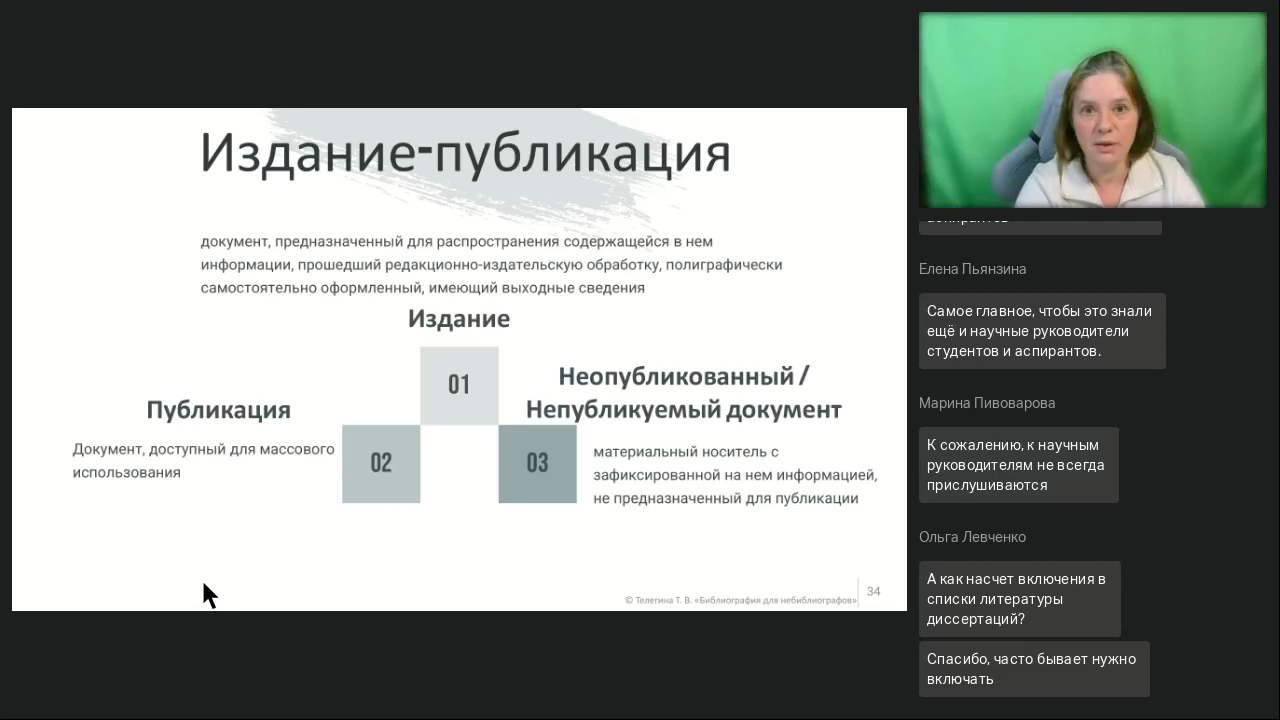 Издание-публикация
документ, предназначенный для распространения содержащейся в нем
информации, прошедший редакционно-издательскую обработку, полиграфически
самостоятельно оформленный, имеющий выходные сведения
Издание
01
Неопубликованный /
Непубликуемый документ
Публикация
Документ, доступный для массового
использования
02
03
материальный носитель с
зафиксированной на нем информацией,
не предназначенный для публикации
© Телегина Т. В. «Библиография для небиблиографов»
34
Елена Пьянзина
Самое главное, чтобы это знали
ещё и научные руководители
студентов и аспирантов.
Марина Пивоварова
К сожалению, к научным
руководителям не всегда
прислушиваются
Ольга Левченко
А как насчет включения в
списки литературы
диссертаций?
Спасибо, часто бывает нужно
включать